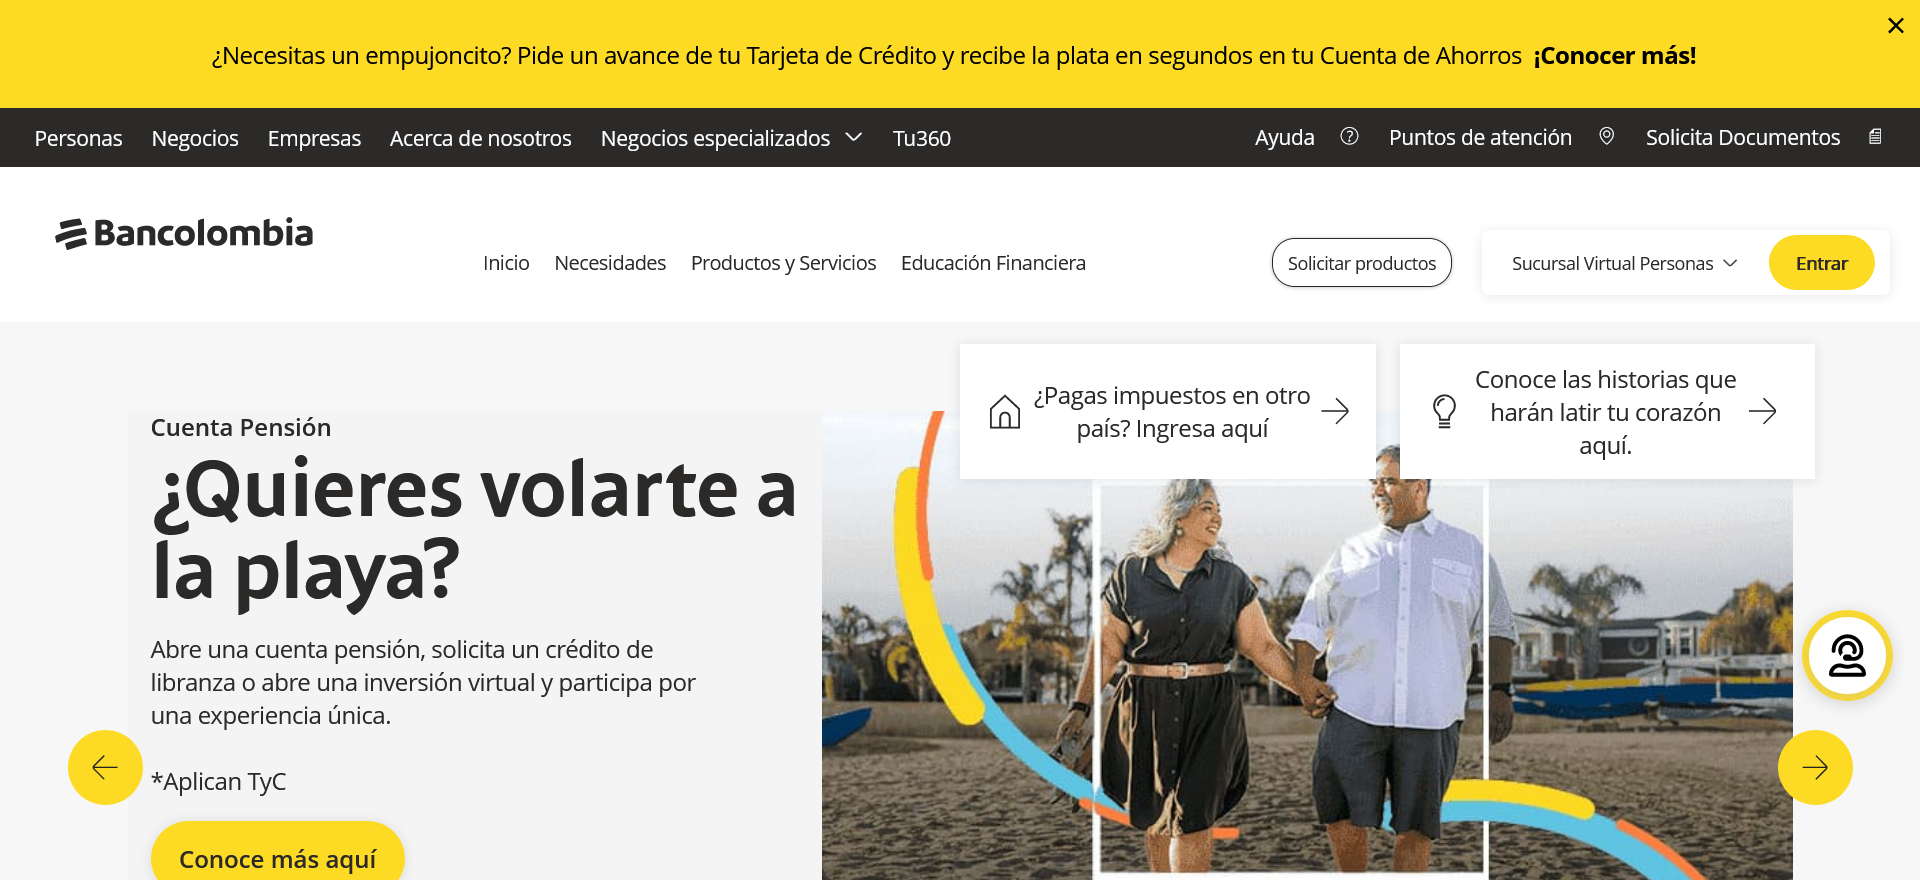 ¿Necesitas un empujoncito? Pide un avance de tu Tarjeta de Crédito y recibe la plata en segundos en tu Cuenta de Ahorros ¡Conocer más!
Personas Negocios Empresas Acerca de nosotros Negocios especializados Tu360 Ayuda Puntos de atención Solicita Documentos
Bancolombia
Inicio Necesidades Productos y Servicios Educación Financiera Solicitar productos Sucursal Virtual Personas Entrar
¿Pagas impuestos en otro
país? Ingresa aquí
Conoce las historias que
harán latir tu corazón
aquí.
Cuenta Pensión
¿Quieres volarte a
la playa?
Abre una cuenta pensión, solicita un crédito de
libranza o abre una inversión virtual y participa por
una experiencia única.
*Aplican TyC
Conoce más aquí